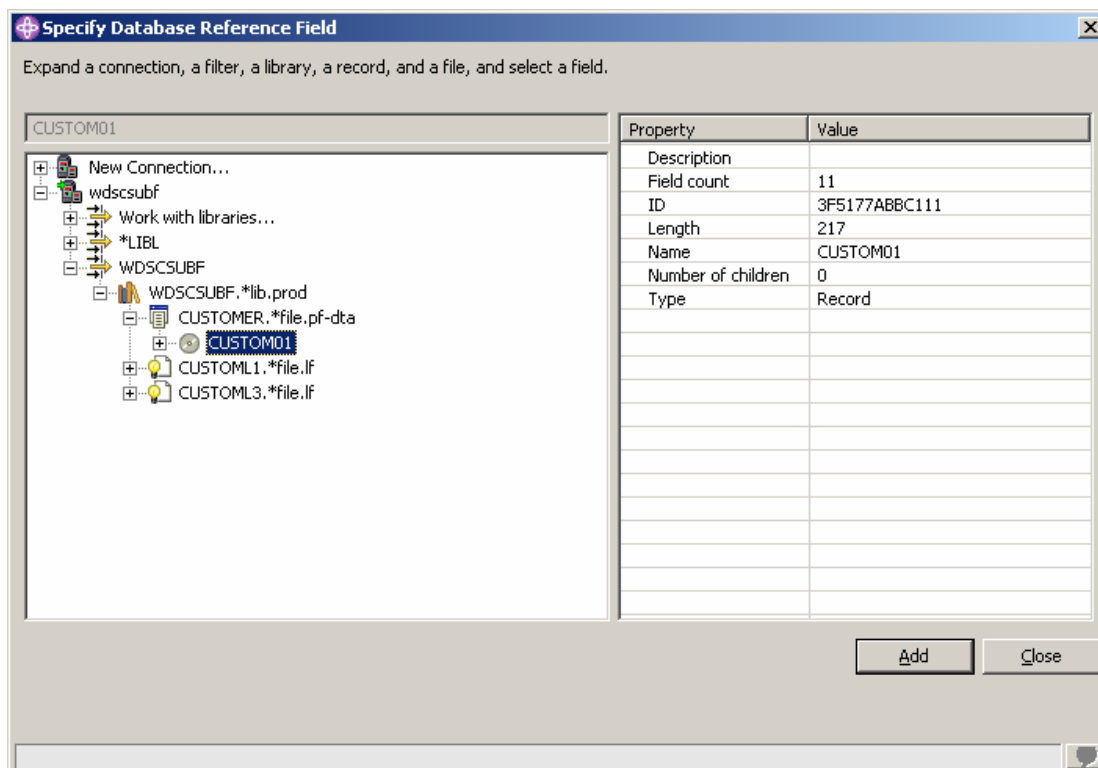 Specify Database Reference Field
Expand a connection, a filter, a library, a record, and a file, and select a field.
CUSTOM01
New Connection...
wdscsubf
Work with libraries...
*LIBL
WDSCSUBF
WDSCSUBF.*lib.prod
CUSTOMER.*file.pf-dta
CUSTOM01
CUSTOML1.*file.lf
CUSTOML3.*file.lf
Property Value
Description
Field count 11
ID 3F5177ABBC111
Length 217
Name CUSTOM01
Number of children 0
Type Record
Add Close